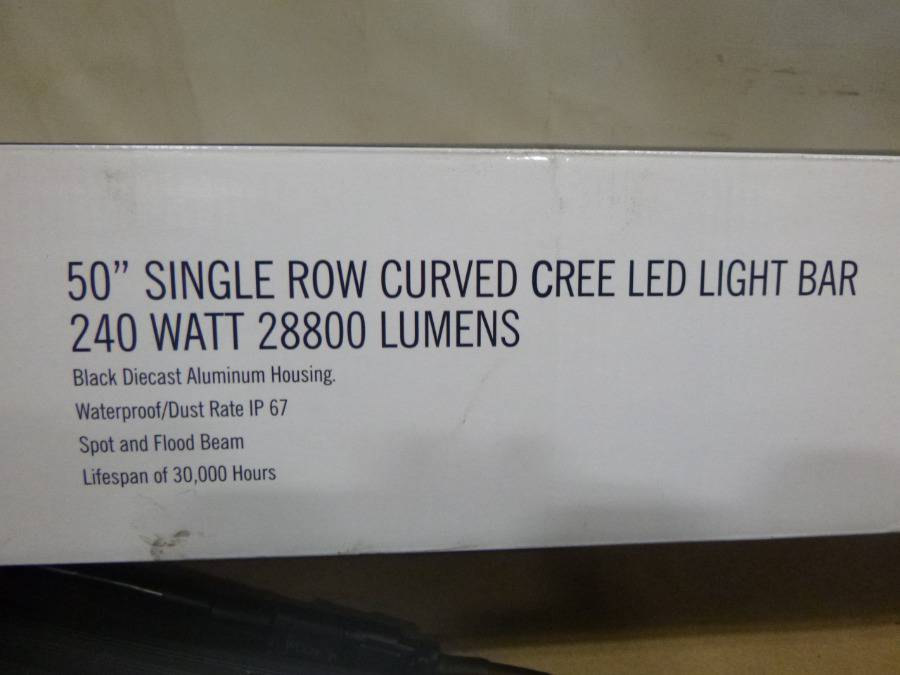 50” SINGLE ROW CURVED CREE LED LIGHT BAR
240 WATT 28800 LUMENS
Black Diecast Aluminum Housing.
Waterproof/Dust Rate IP 67
Spot and Flood Beam
Lifespan of 30,000 Hours